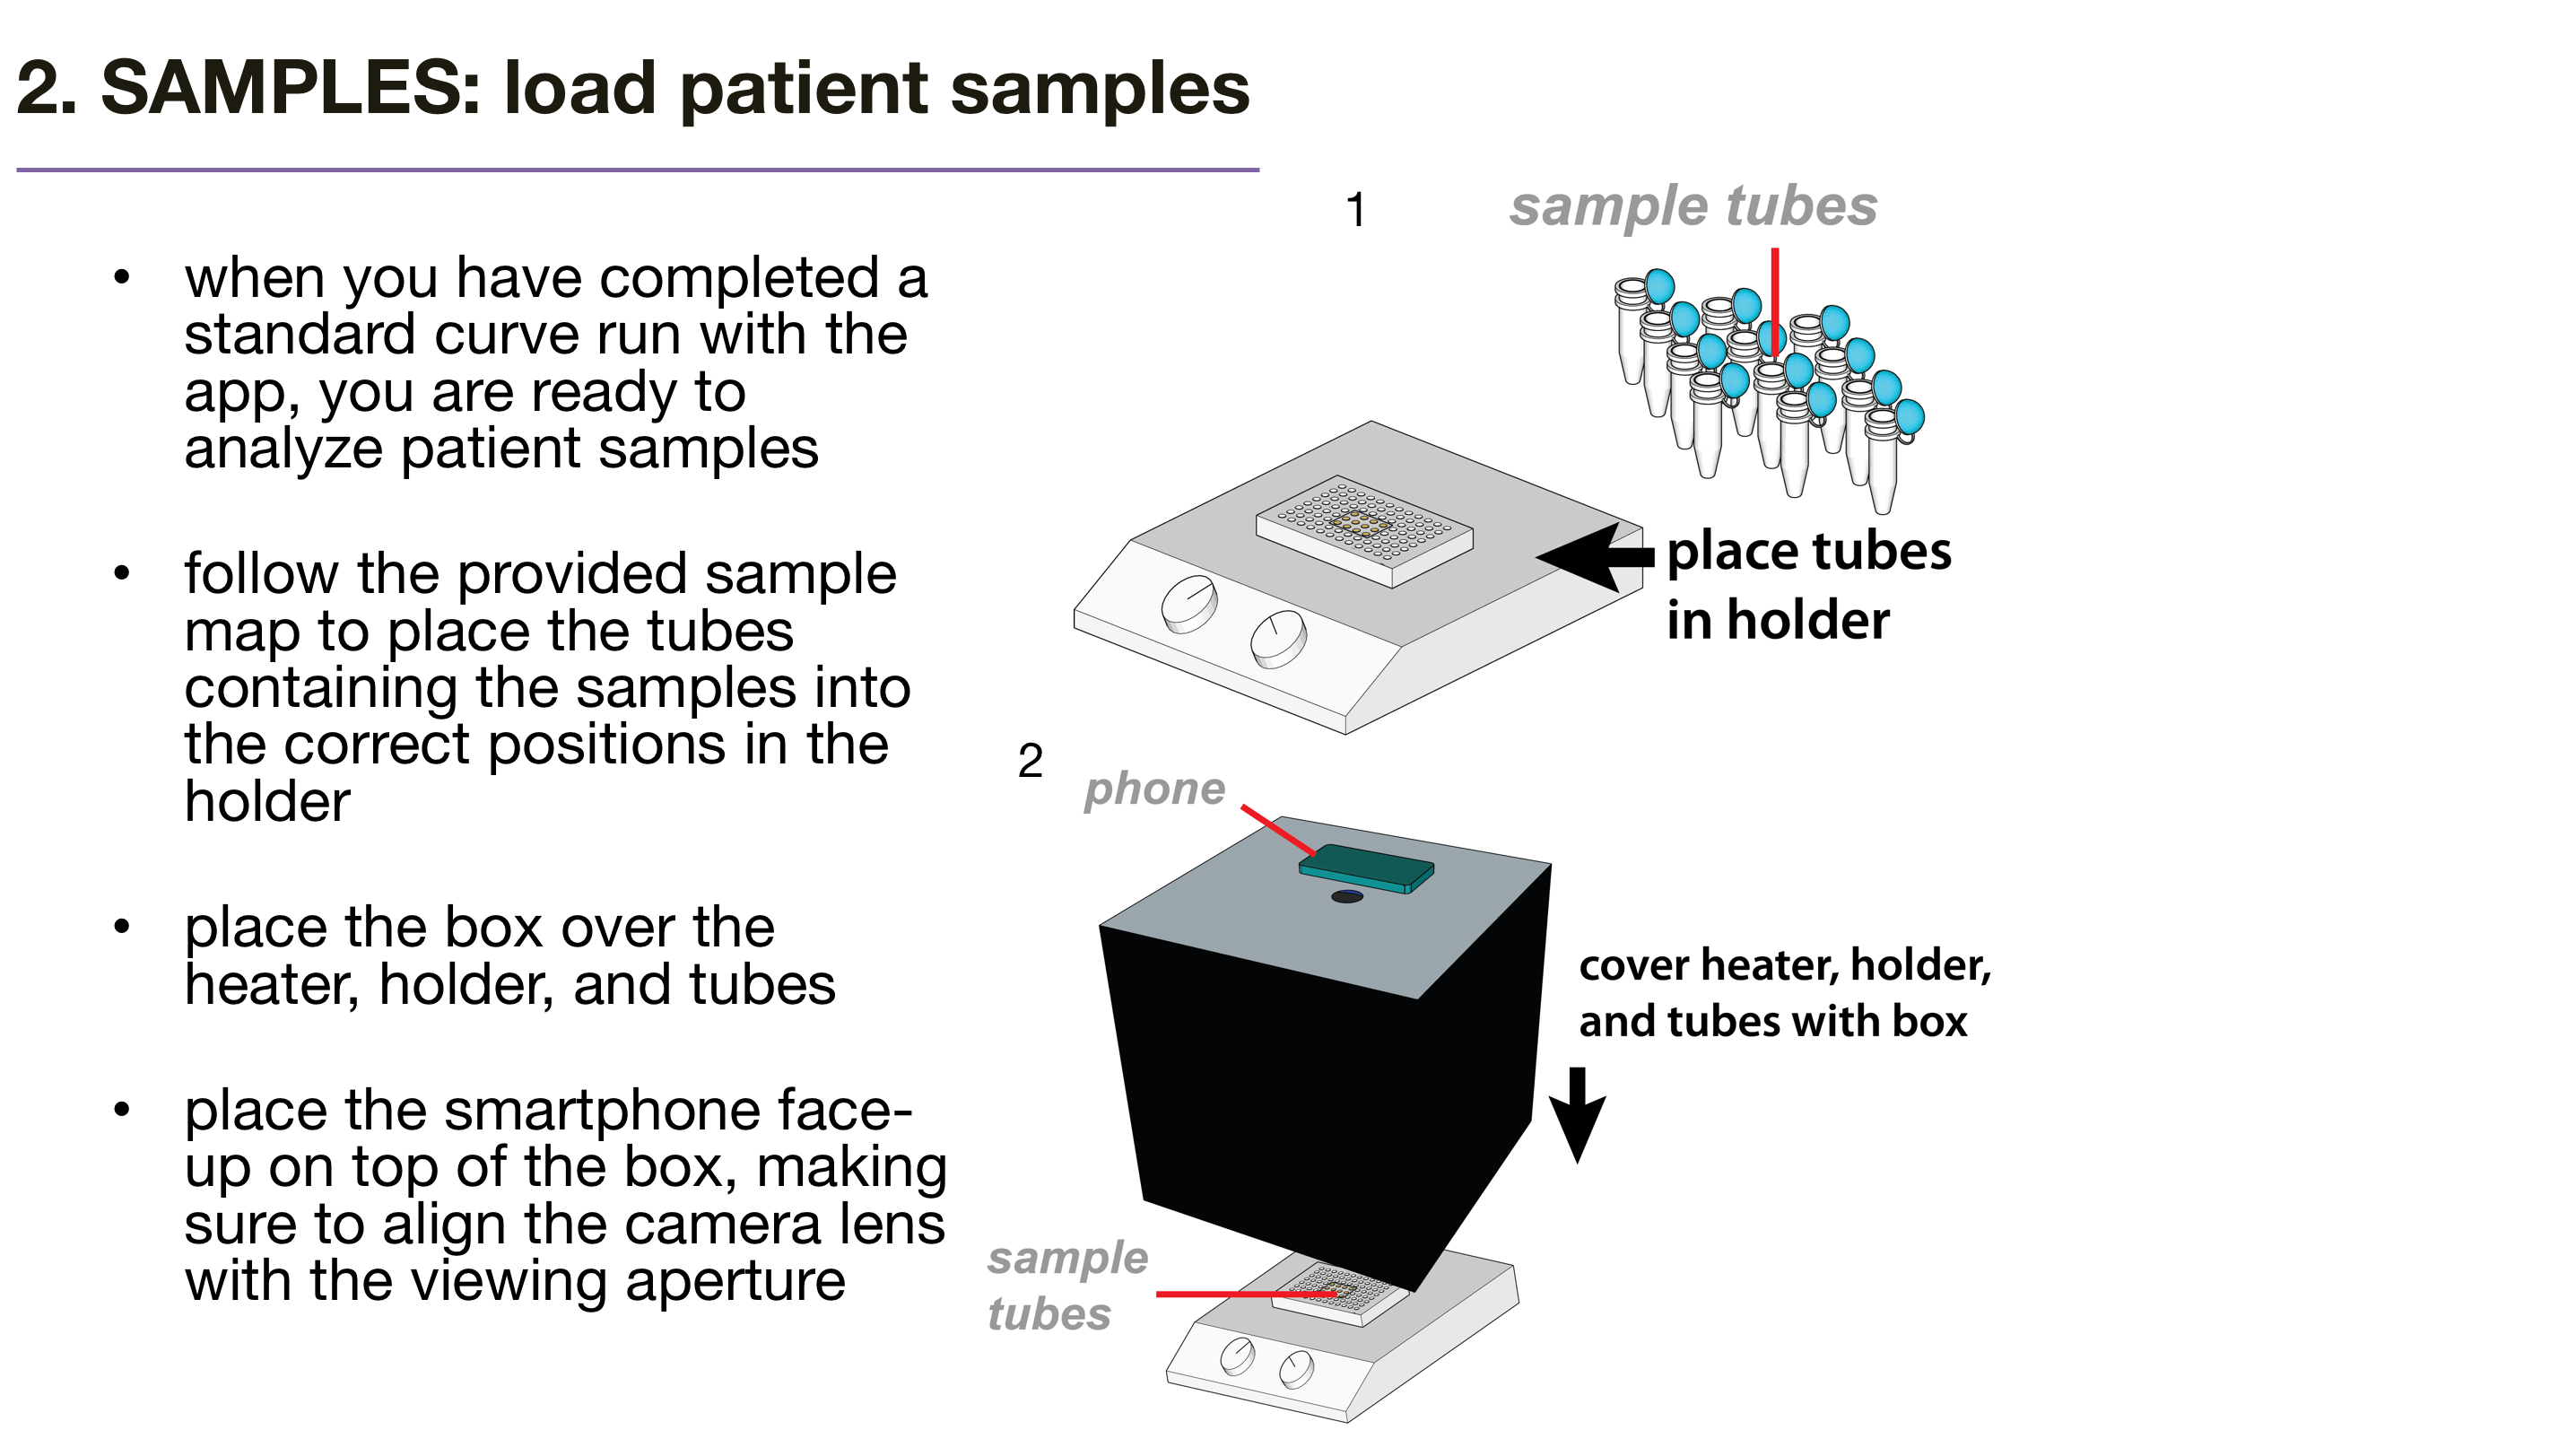 2. SAMPLES: load patient samples
• when you have completed a
standard curve run with the
app, you are ready to
analyze patient samples
• follow the provided sample
map to place the tubes
containing the samples into
the correct positions in the
holder
• place the box over the
heater, holder, and tubes
• place the smartphone face-
up on top of the box, making
sure to align the camera lens
with the viewing aperture
1
sample tubes
place tubes
in holder
2
phone
cover heater, holder,
and tubes with box
sample
tubes